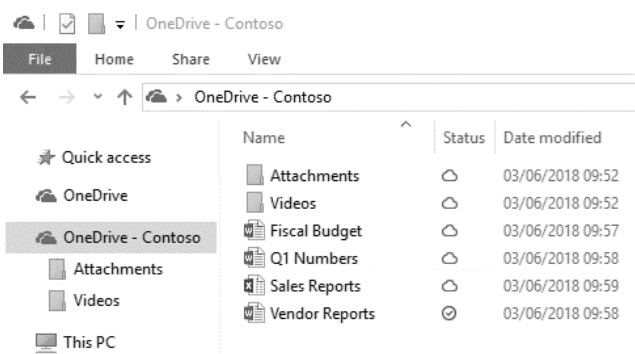 OneDrive - Contoso
File Home Share View
OneDrive - Contoso
Quick access
OneDrive
OneDrive - Contoso
Attachments
Videos
This PC
Name Status Date modified
Attachments 03/06/2018 09:52
Videos 03/06/2018 09:52
Fiscal Budget 03/06/2018 09:57
Q1 Numbers 03/06/2018 09:58
Sales Reports 03/06/2018 09:59
Vendor Reports 03/06/2018 09:58